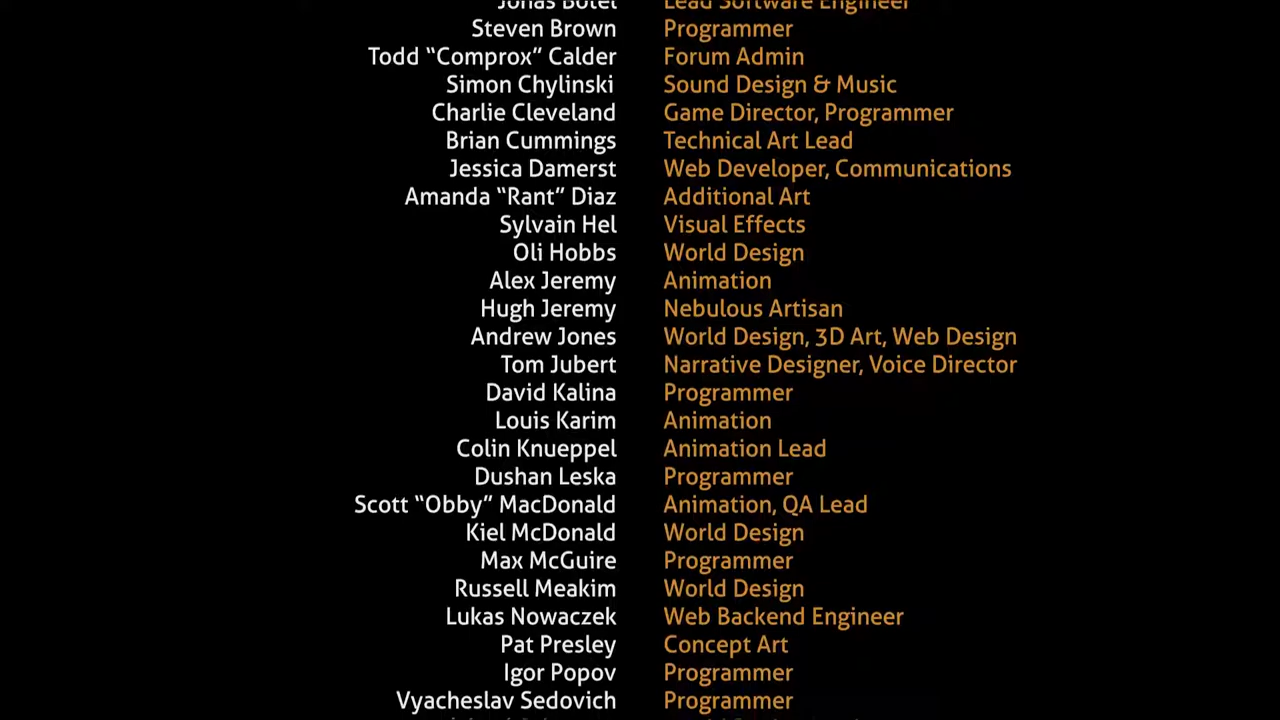 Jonas Bötel Lead Software Engineer
Steven Brown Programmer
Todd “Comprox” Calder Forum Admin
Simon Chylinski Sound Design & Music
Charlie Cleveland Game Director, Programmer
Brian Cummings Technical Art Lead
Jessica Damerst Web Developer, Communications
Amanda “Rant” Diaz Additional Art
Sylvain Hel Visual Effects
Oli Hobbs World Design
Alex Jeremy Animation
Hugh Jeremy Nebulous Artisan
Andrew Jones World Design, 3D Art, Web Design
Tom Jubert Narrative Designer, Voice Director
David Kalina Programmer
Louis Karim Animation
Colin Knueppel Animation Lead
Dushan Leska Programmer
Scott “Obby” MacDonald Animation, QA Lead
Kiel McDonald World Design
Max McGuire Programmer
Russell Meakim World Design
Lukas Nowaczek Web Backend Engineer
Pat Presley Concept Art
Igor Popov Programmer
Vyacheslav Sedovich Programmer